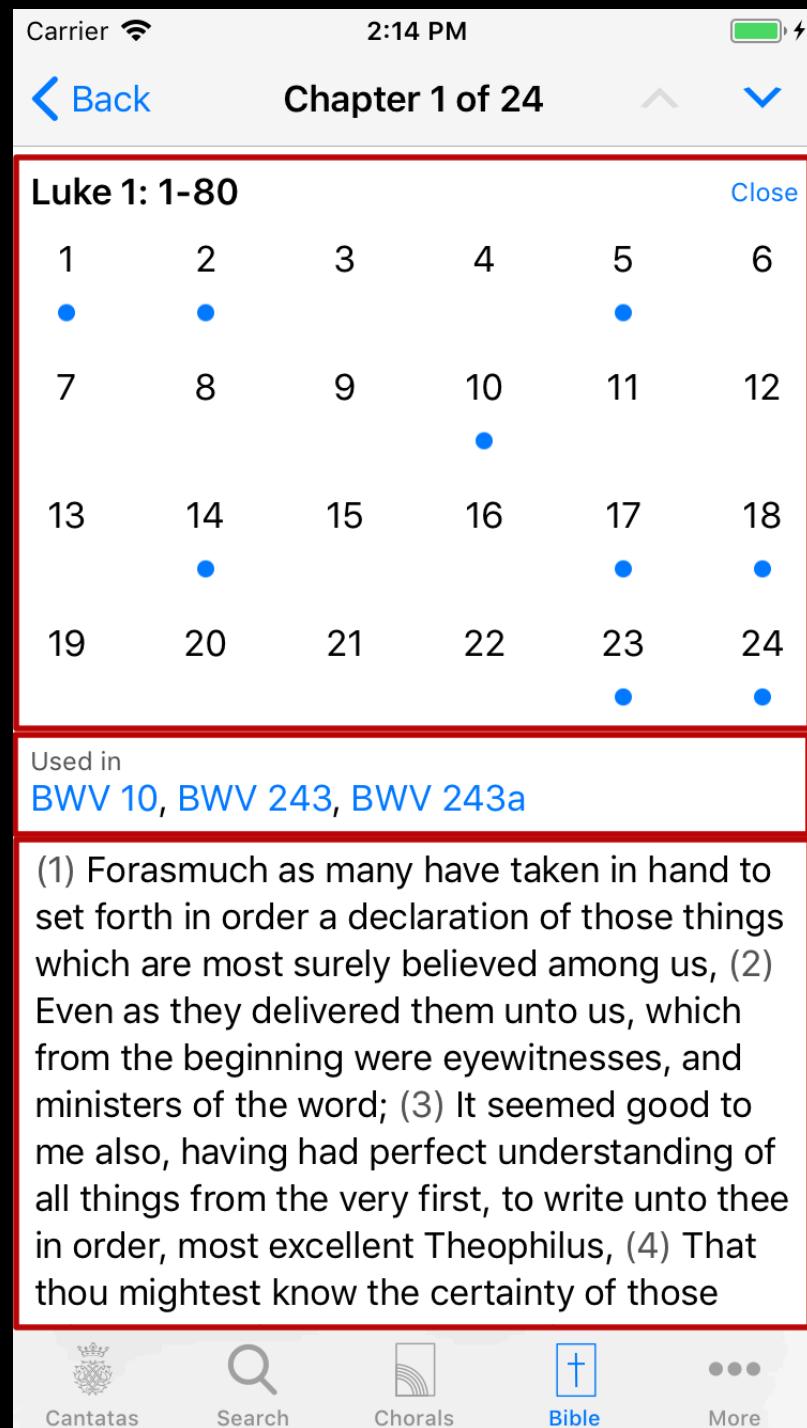 Carrier 2:14 PM
Back Chapter 1 of 24
Luke 1: 1-80 Close
1 2 3 4 5 6
7 8 9 10 11 12
13 14 15 16 17 18
19 20 21 22 23 24
Used in
BWV 10, BWV 243, BWV 243a
(1) Forasmuch as many have taken in hand to
set forth in order a declaration of those things
which are most surely believed among us, (2)
Even as they delivered them unto us, which
from the beginning were eyewitnesses, and
ministers of the word; (3) It seemed good to
me also, having had perfect understanding of
all things from the very first, to write unto thee
in order, most excellent Theophilus, (4) That
thou mightest know the certainty of those
Cantatas Search Chorals Bible More